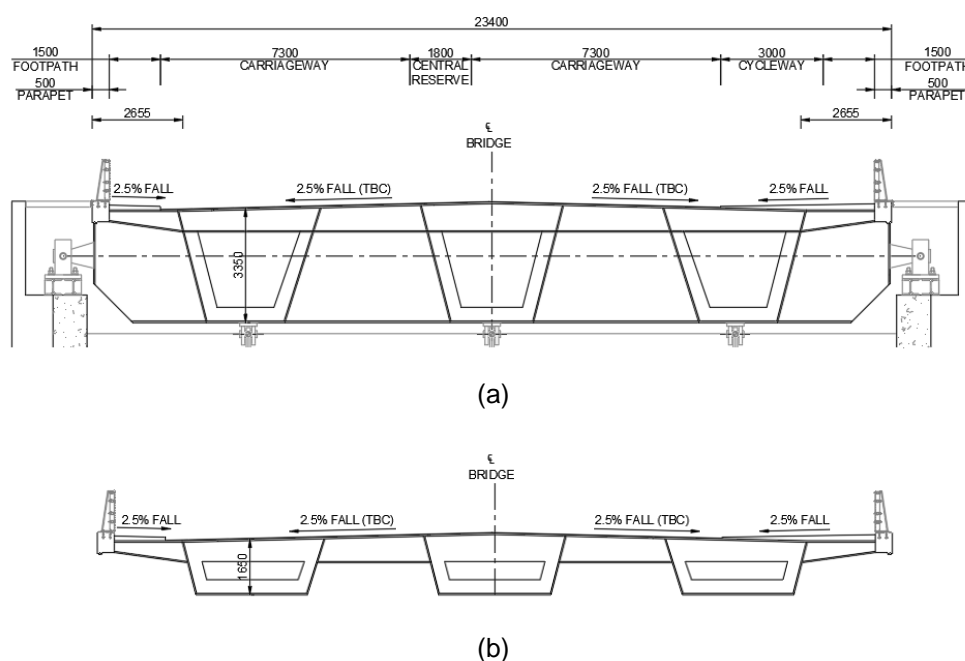 23400
1500 7300 1800 7300 3000 1500
FOOTPATH CARRIAGEWAY CENTRAL CARRIAGEWAY CYCLEWAY FOOTPATH
RESERVE
500 500
PARAPET PARAPET
2655 2655
℄
BRIDGE
2.5% FALL 2.5% FALL (TBC) 2.5% FALL (TBC) 2.5% FALL
3350
(a)
℄
BRIDGE
2.5% FALL 2.5% FALL (TBC) 2.5% FALL (TBC) 2.5% FALL
1650
(b)